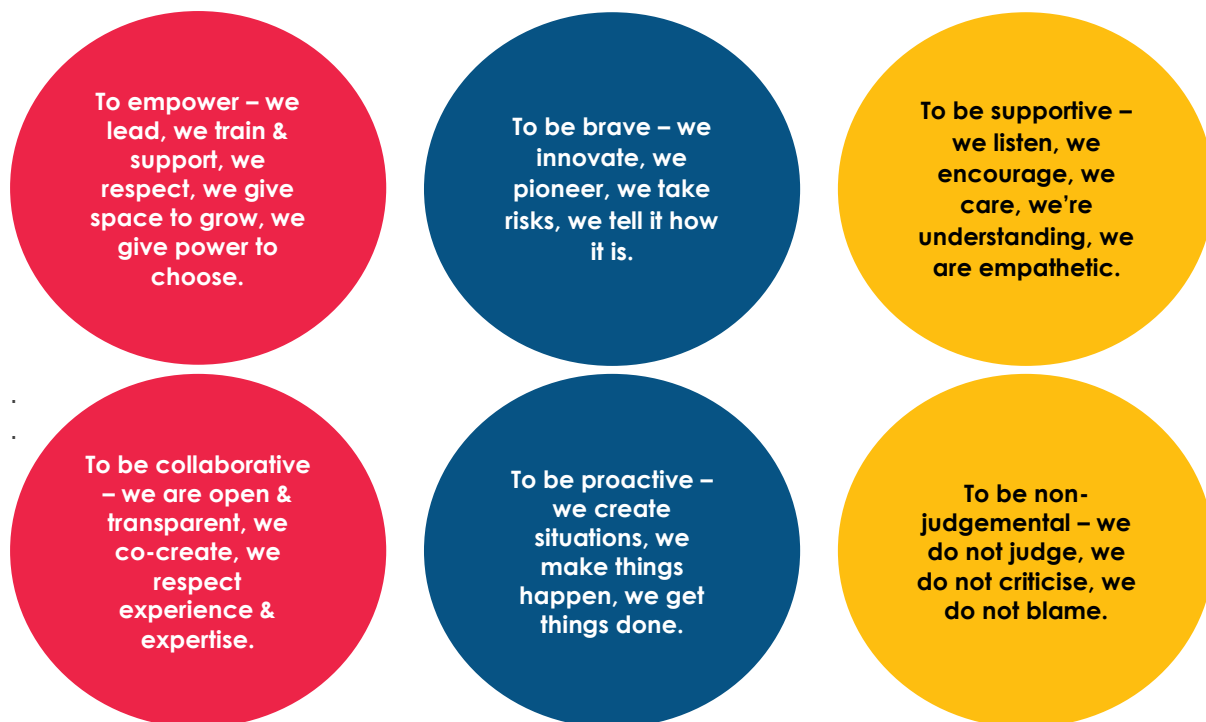 To empower – we
lead, we train &
support, we
respect, we give
space to grow, we
give power to
choose.
To be brave – we
innovate, we
pioneer, we take
risks, we tell it how
it is.
To be supportive –
we listen, we
encourage, we
care, we’re
understanding, we
are empathetic.
.
.
To be collaborative
– we are open &
transparent, we
co-create, we
respect
experience &
expertise.
To be proactive –
we create
situations, we
make things
happen, we get
things done.
To be non-
judgemental – we
do not judge, we
do not criticise, we
do not blame.